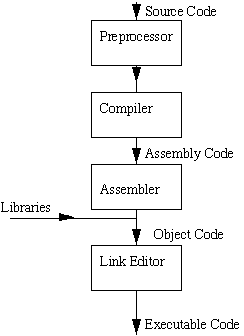 Source Code
Preprocessor
Compiler
Assembly Code
Assembler
Libraries
Object Code
Link Editor
Executable Code